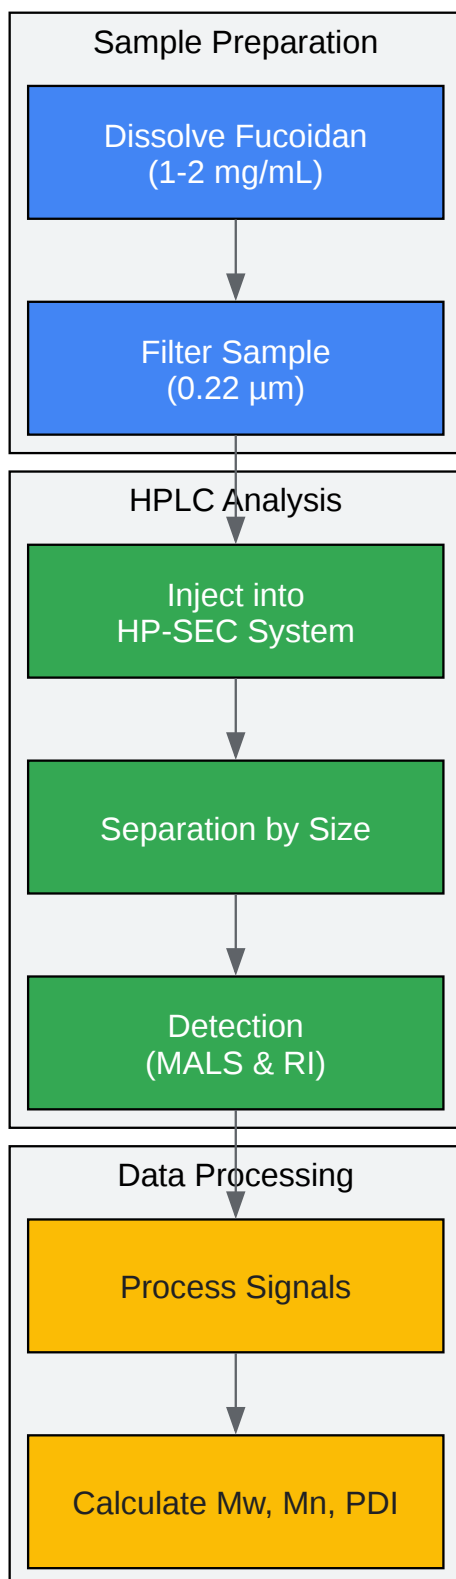 Sample Preparation
Dissolve Fucoidan
(1-2 mg/mL)
Filter Sample
(0.22 µm)
HPLC Analysis
Inject into
HP-SEC System
Separation by Size
Detection
(MALS & RI)
Data Processing
Process Signals
Calculate Mw, Mn, PDI